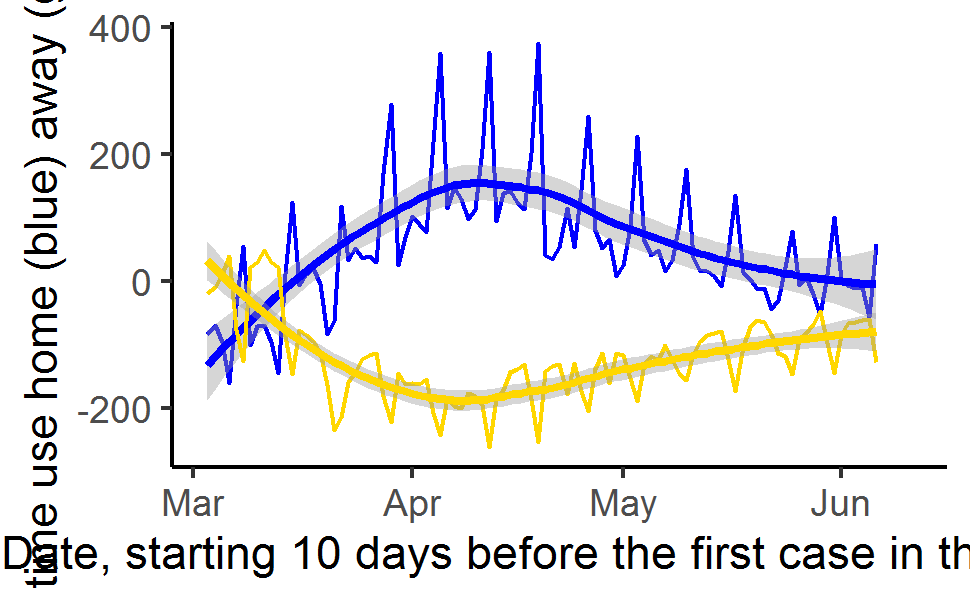 time use home (blue) away (
400
200
0
-200
Mar Apr May Jun
Date, starting 10 days before the first case in th